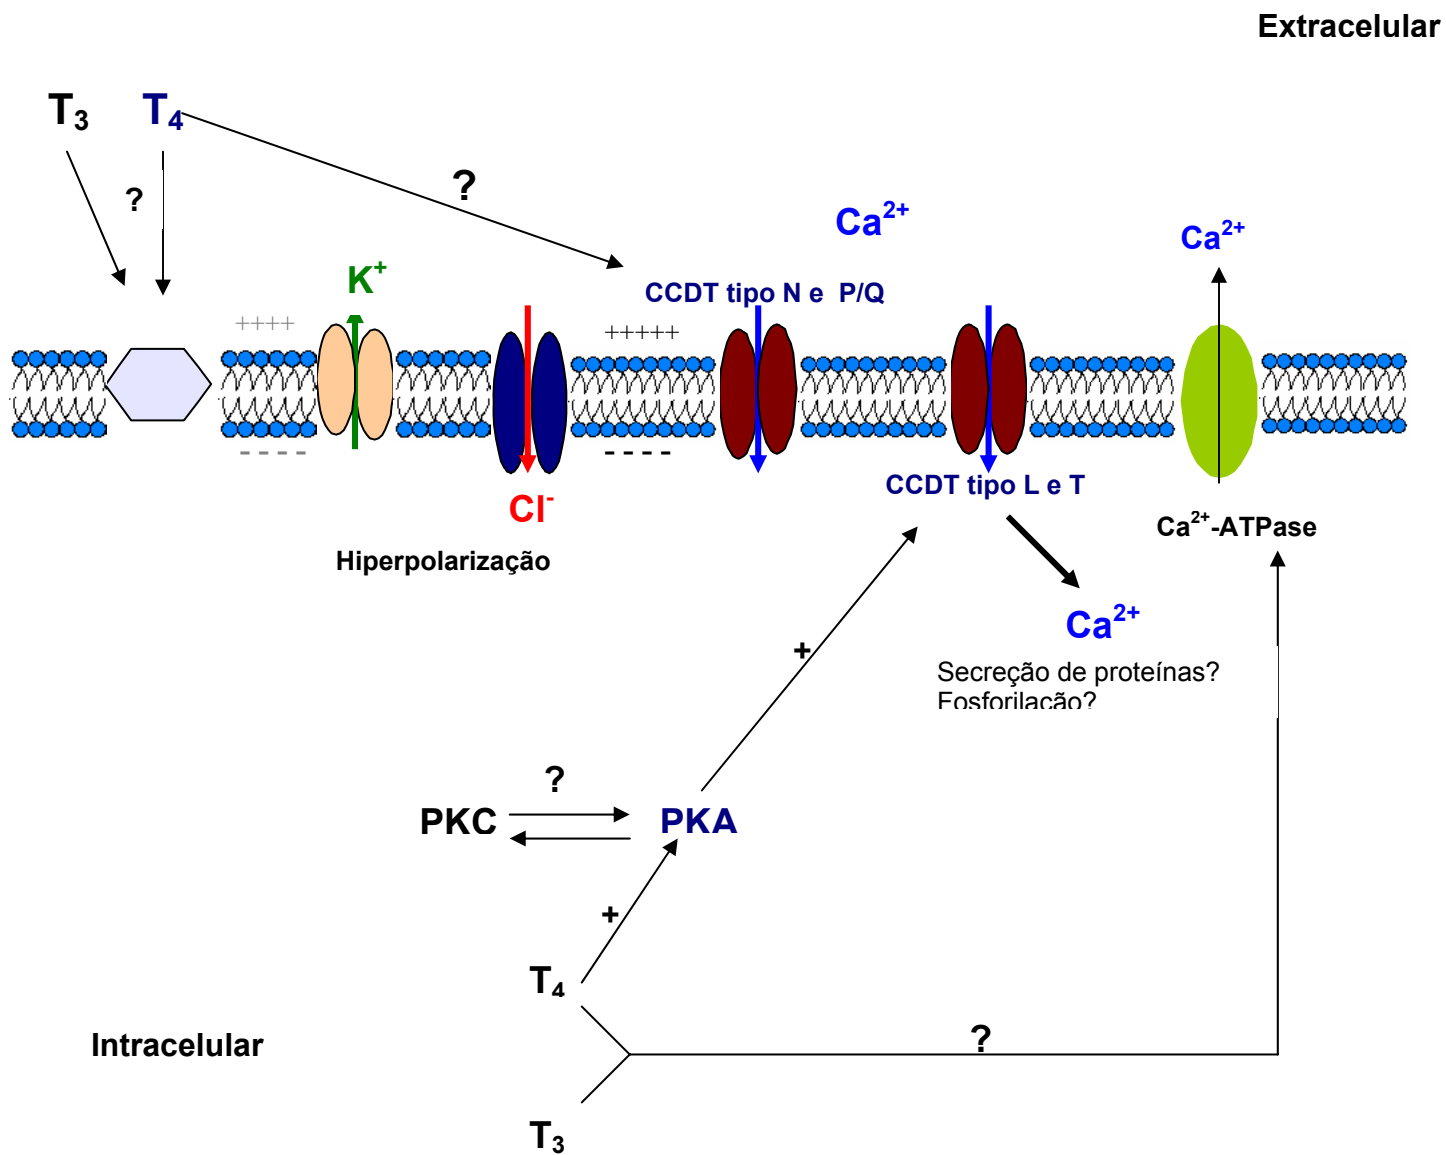 Extracelular
T₃ T₄
?
?
Ca²⁺
Ca²⁺
K⁺
CCDT tipo N e P/Q
++++
+++++
- - - -
- - - -
CCDT tipo L e T
Cl⁻
Ca²⁺-ATPase
Hiperpolarização
Ca²⁺
+
Secreção de proteínas?
Fosforilação?
?
PKC PKA
+
T₄
?
Intracelular
T₃